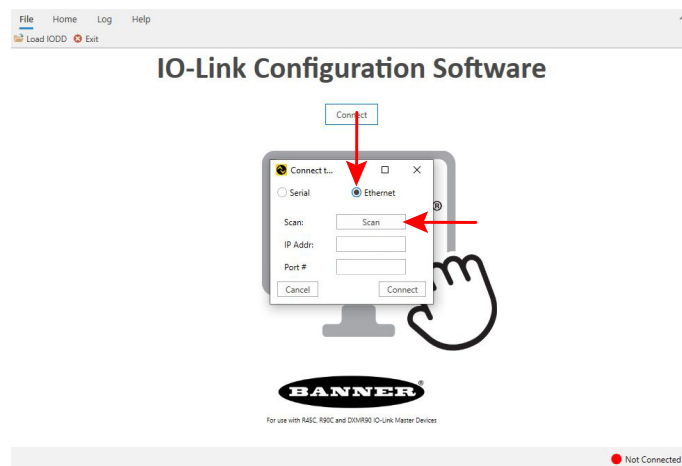 File Home Log Help
Load IODD Exit
IO-Link Configuration Software
Connect
Connect t...
Serial Ethernet
®
Scan: Scan
IP Addr:
Port #
Cancel Connect
BANNER®
For use with R45C, R90C and DXMR90 IO-Link Master Devices
Not Connected